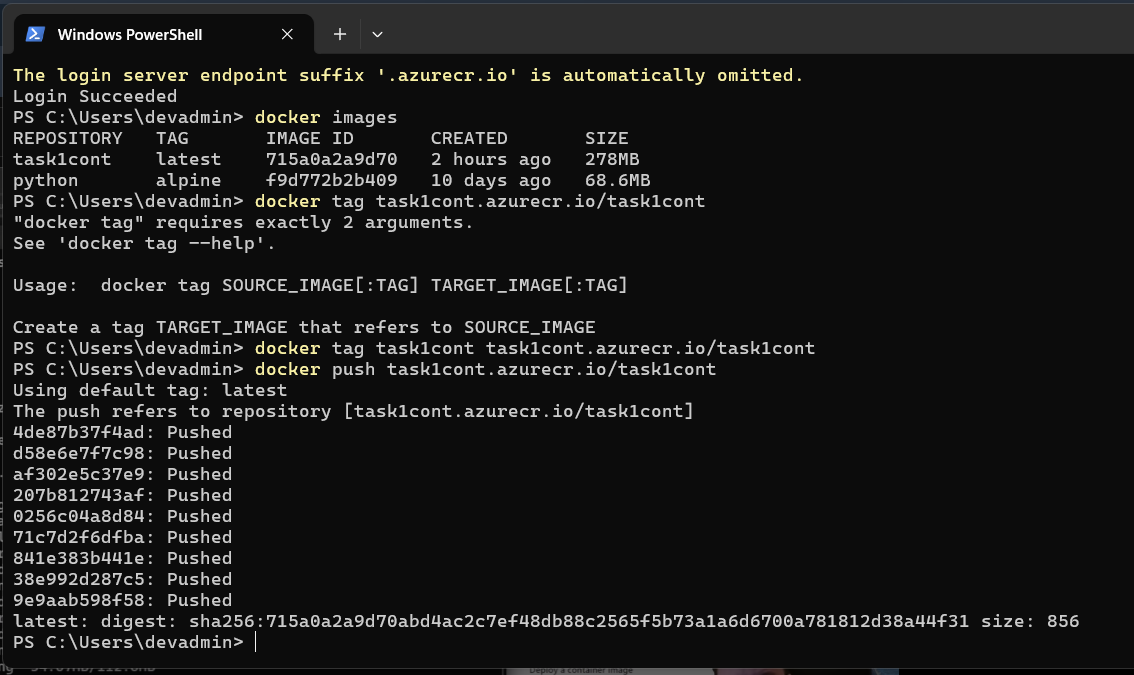 Windows PowerShell
The login server endpoint suffix '.azurecr.io' is automatically omitted.
Login Succeeded
PS C:\Users\devadmin> docker images
REPOSITORY   TAG       IMAGE ID       CREATED       SIZE
task1cont    latest    715a0a2a9d70   2 hours ago   278MB
python       alpine    f9d772b2b409   10 days ago   68.6MB
PS C:\Users\devadmin> docker tag task1cont.azurecr.io/task1cont
"docker tag" requires exactly 2 arguments.
See 'docker tag --help'.
Usage:  docker tag SOURCE_IMAGE[:TAG] TARGET_IMAGE[:TAG]
Create a tag TARGET_IMAGE that refers to SOURCE_IMAGE
PS C:\Users\devadmin> docker tag task1cont task1cont.azurecr.io/task1cont
PS C:\Users\devadmin> docker push task1cont.azurecr.io/task1cont
Using default tag: latest
The push refers to repository [task1cont.azurecr.io/task1cont]
4de87b37f4ad: Pushed
d58e6e7f7c98: Pushed
af302e5c37e9: Pushed
207b812743af: Pushed
0256c04a8d84: Pushed
71c7d2f6dfba: Pushed
841e383b441e: Pushed
38e992d287c5: Pushed
9e9aab598f58: Pushed
latest: digest: sha256:715a0a2a9d70abd4ac2c7ef48db88c2565f5b73a1a6d6700a781812d38a44f31 size: 856
PS C:\Users\devadmin>
Deploy a container image